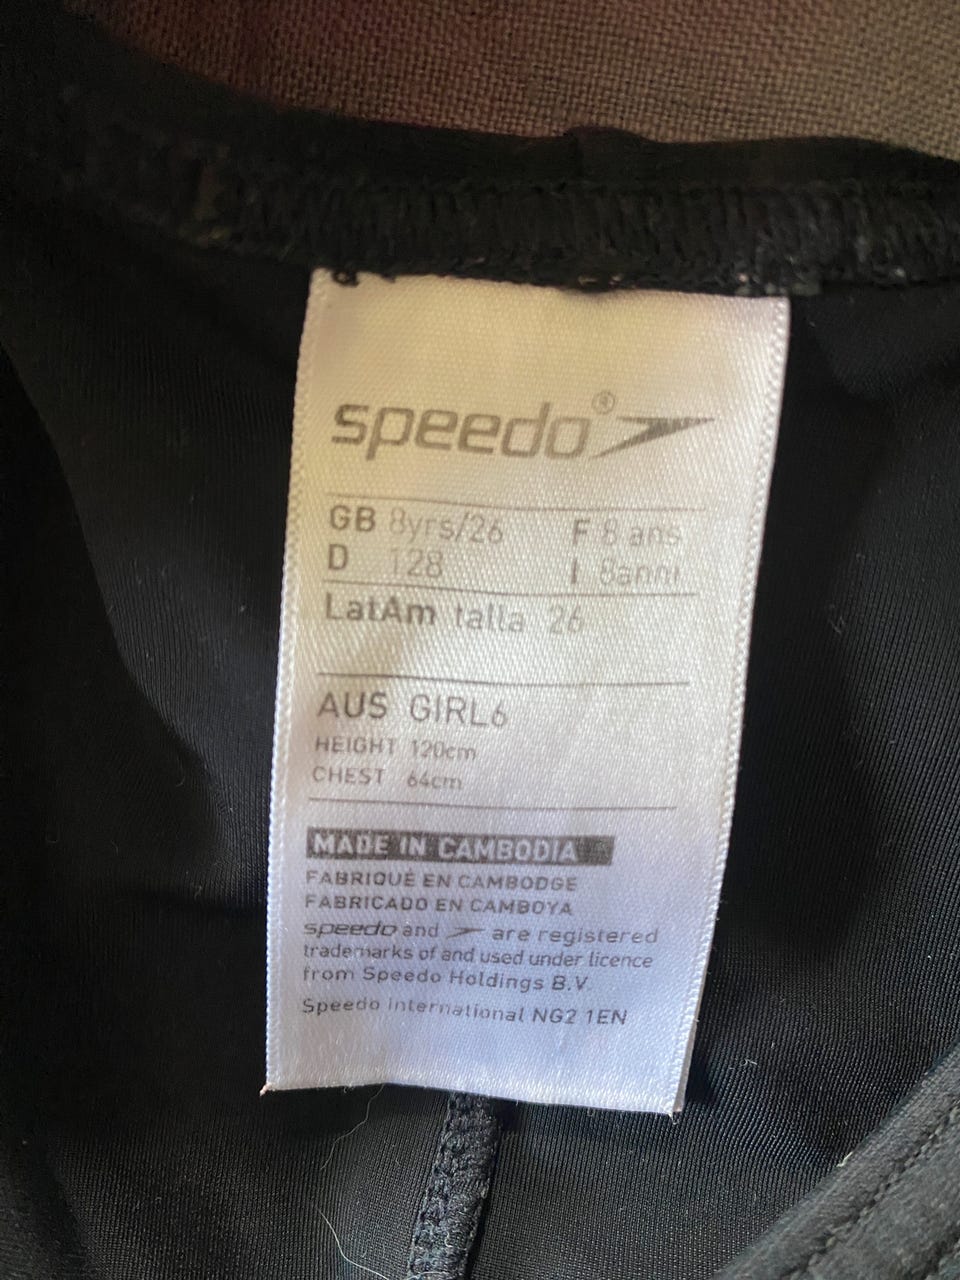 speedo®
GB 8yrs/26 F 8 ans
D 128 I 8anni
LatAm talla 26
AUS GIRL6
HEIGHT 120cm
CHEST 64cm
MADE IN CAMBODIA
FABRIQUÉ EN CAMBODGE
FABRICADO EN CAMBOYA
speedo and are registered
trademarks of and used under licence
from Speedo Holdings B.V.
Speedo International NG2 1EN